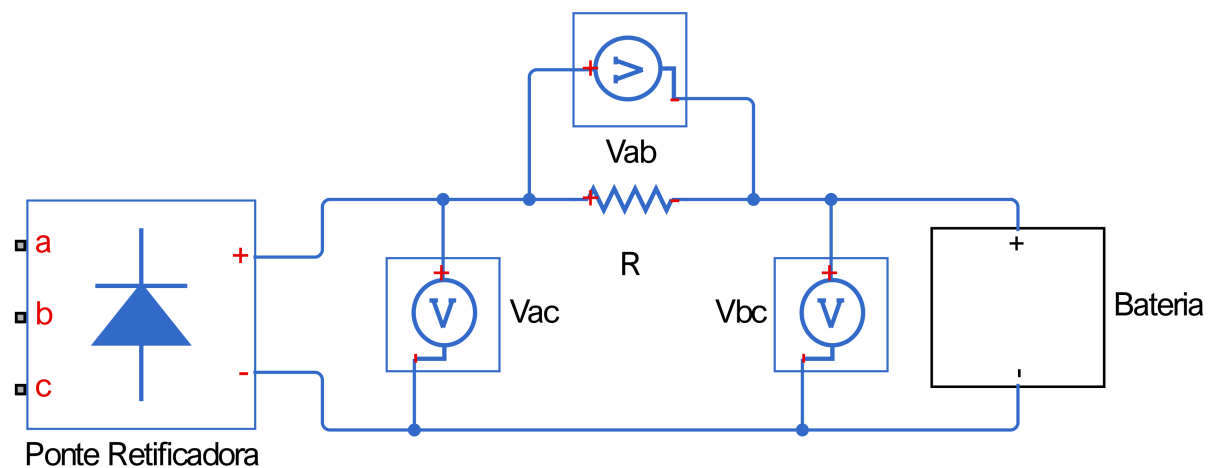 V
Vab
a
b
c
+
-
R
V
Vac
V
Vbc
+
-
Bateria
Ponte Retificadora